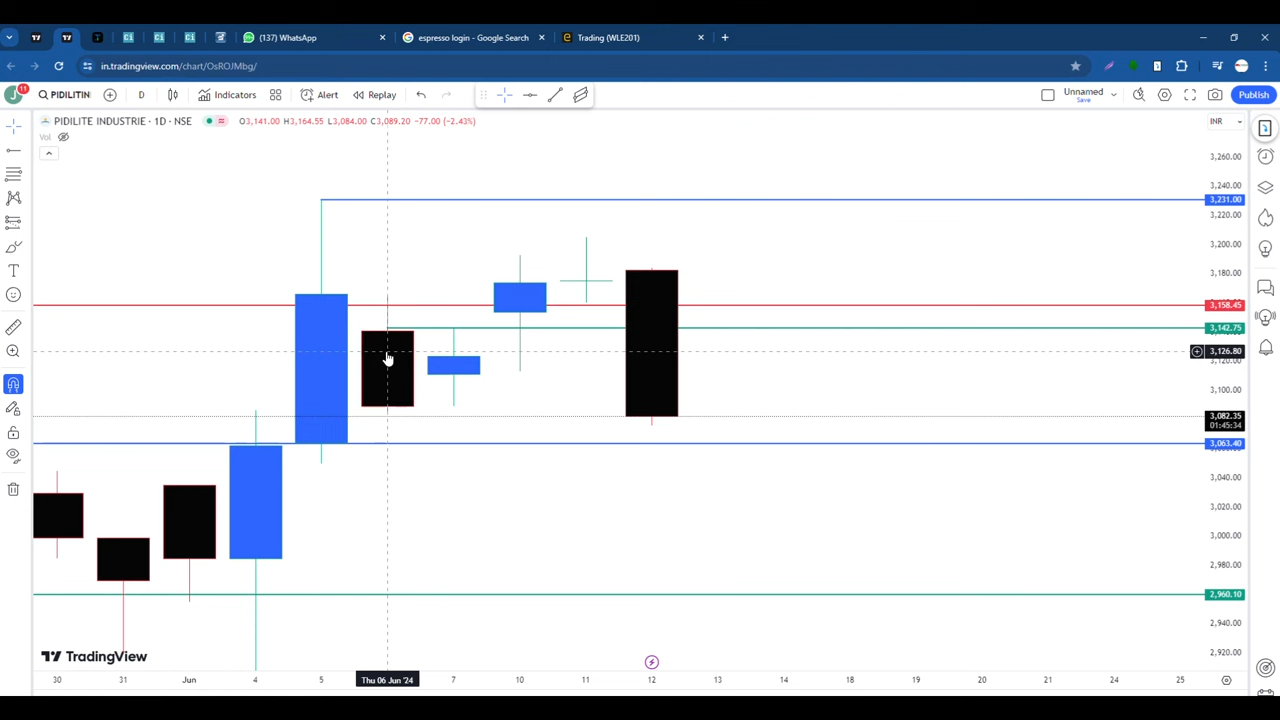 (137) WhatsApp
espresso login - Google Search
Trading (WLE201)
in.tradingview.com/chart/OsROJMbg/
11
PIDILITIN
D
Indicators
Alert
Replay
Unnamed
Save
Publish
PIDILITE INDUSTRIE · 1D · NSE
O3,141.00 H3,164.55 L3,084.00 C3,089.20 -77.00 (-2.43%)
INR
Vol
3,260.00
3,240.00
3,231.00
3,220.00
3,200.00
3,180.00
3,158.45
3,142.75
3,126.80
3,120.00
3,100.00
3,082.35
01:45:34
3,063.40
3,040.00
3,020.00
3,000.00
2,980.00
2,960.10
2,940.00
2,920.00
TradingView
30
31
Jun
4
5
Thu 06 Jun '24
7
10
11
12
13
14
18
19
20
21
24
25